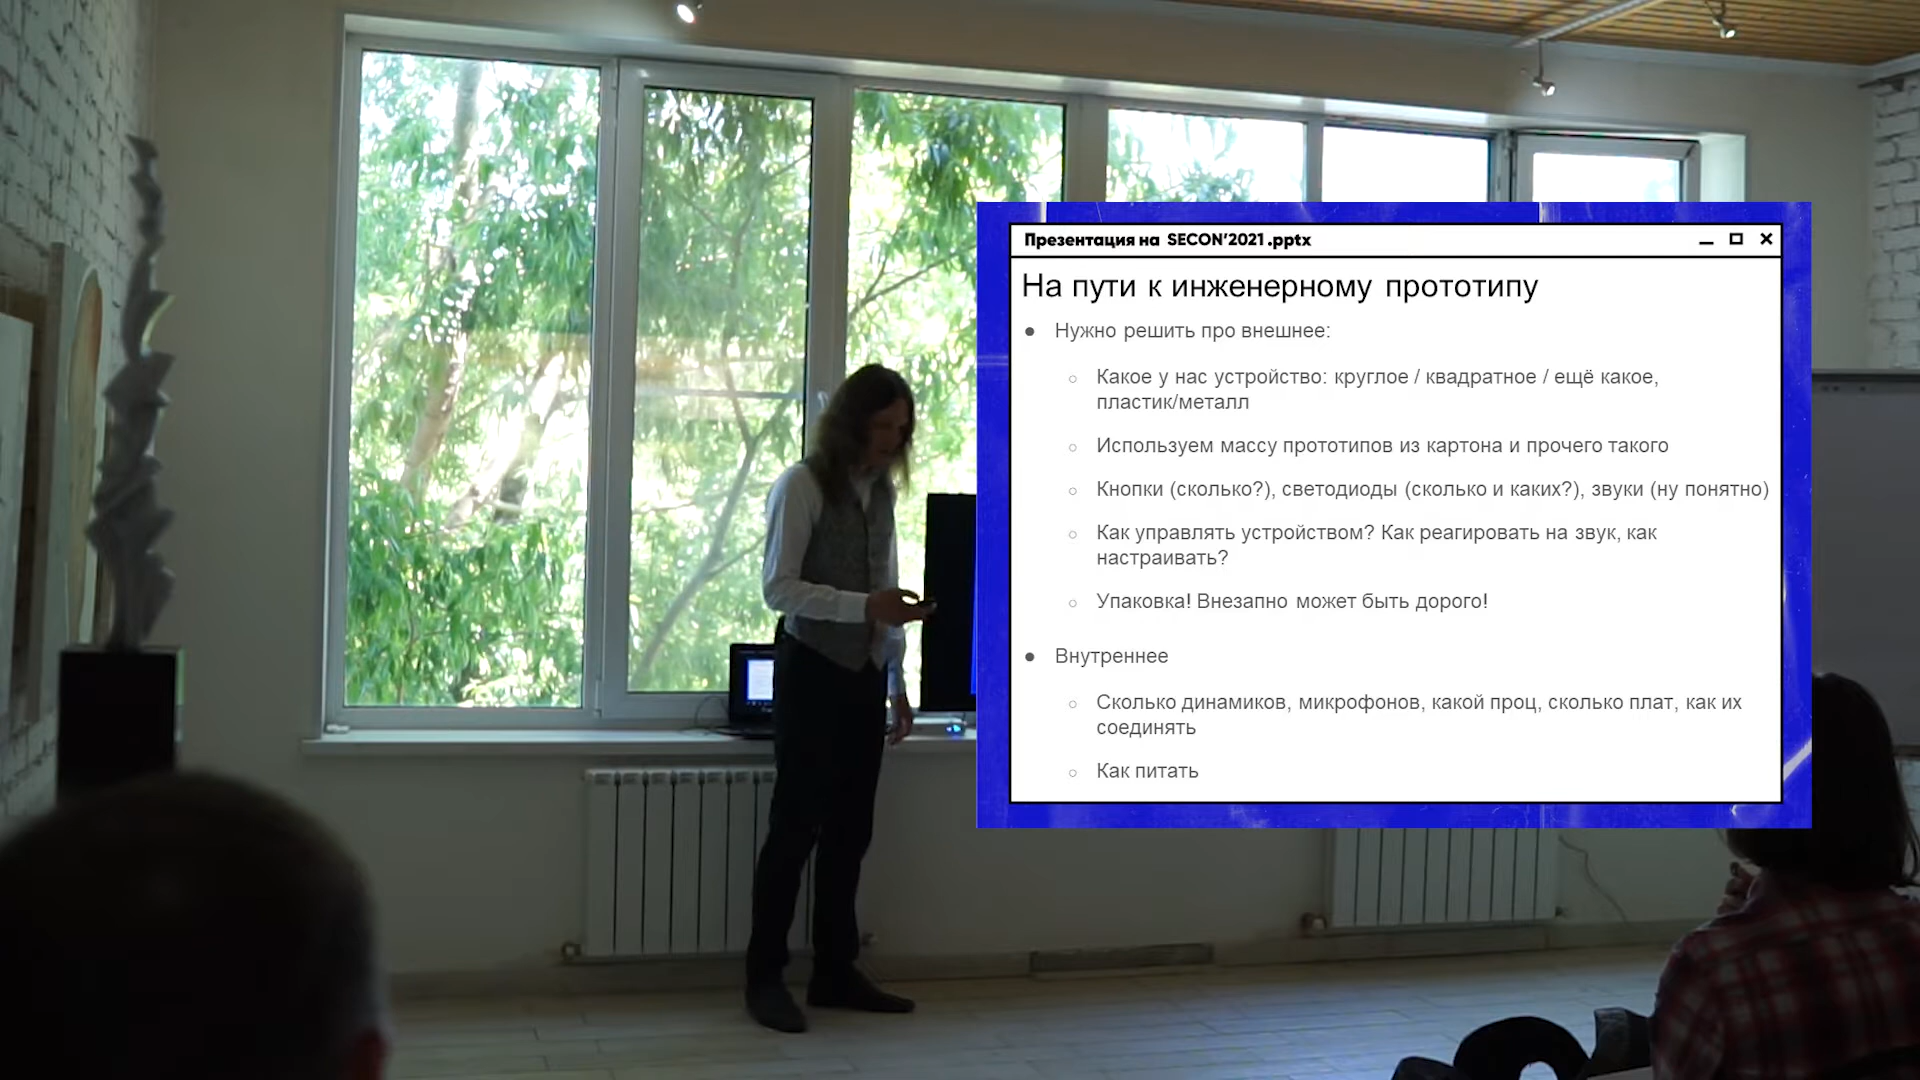 Презентация на SECON'2021 .pptx
На пути к инженерному прототипу
● Нужно решить про внешнее:
○ Какое у нас устройство: круглое / квадратное / ещё какое,
пластик/металл
○ Используем массу прототипов из картона и прочего такого
○ Кнопки (сколько?), светодиоды (сколько и каких?), звуки (ну понятно)
○ Как управлять устройством? Как реагировать на звук, как
настраивать?
○ Упаковка! Внезапно может быть дорого!
● Внутреннее
○ Сколько динамиков, микрофонов, какой проц, сколько плат, как их
соединять
○ Как питать